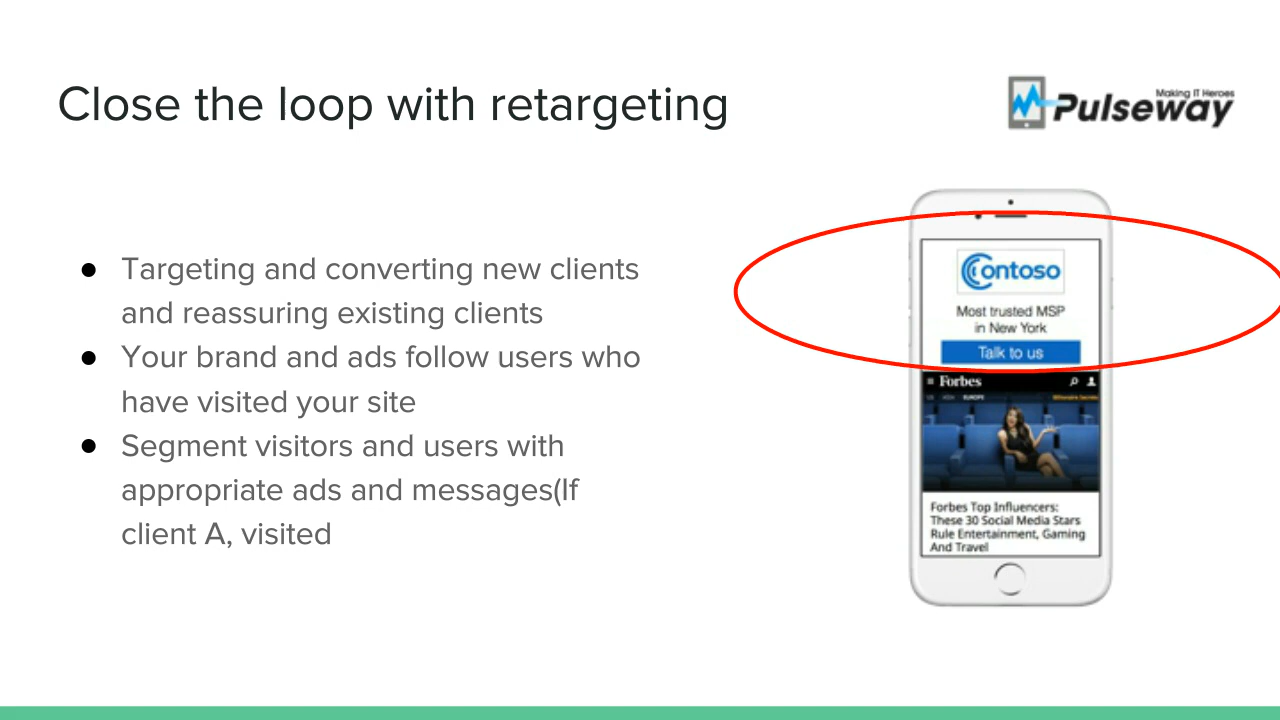 Close the loop with retargeting
Making IT Heroes
Pulseway
● Targeting and converting new clients
and reassuring existing clients
● Your brand and ads follow users who
have visited your site
● Segment visitors and users with
appropriate ads and messages(If
client A, visited
Contoso
Most trusted MSP
in New York
Talk to us
Forbes
EUROPE
Forbes Top Influencers:
These 30 Social Media Stars
Rule Entertainment, Gaming
And Travel